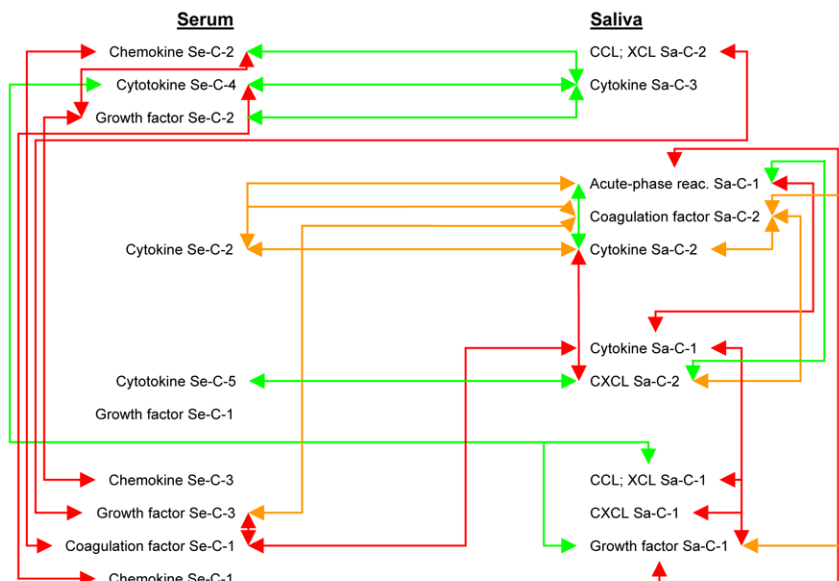 Serum Saliva
Chemokine Se-C-2 CCL; XCL Sa-C-2
Cytotokine Se-C-4 Cytokine Sa-C-3
Growth factor Se-C-2
Acute-phase reac. Sa-C-1
Coagulation factor Sa-C-2
Cytokine Se-C-2 Cytokine Sa-C-2
Cytokine Sa-C-1
Cytotokine Se-C-5 CXCL Sa-C-2
Growth factor Se-C-1
Chemokine Se-C-3 CCL; XCL Sa-C-1
Growth factor Se-C-3 CXCL Sa-C-1
Coagulation factor Se-C-1 Growth factor Sa-C-1
Chemokine Se-C-1